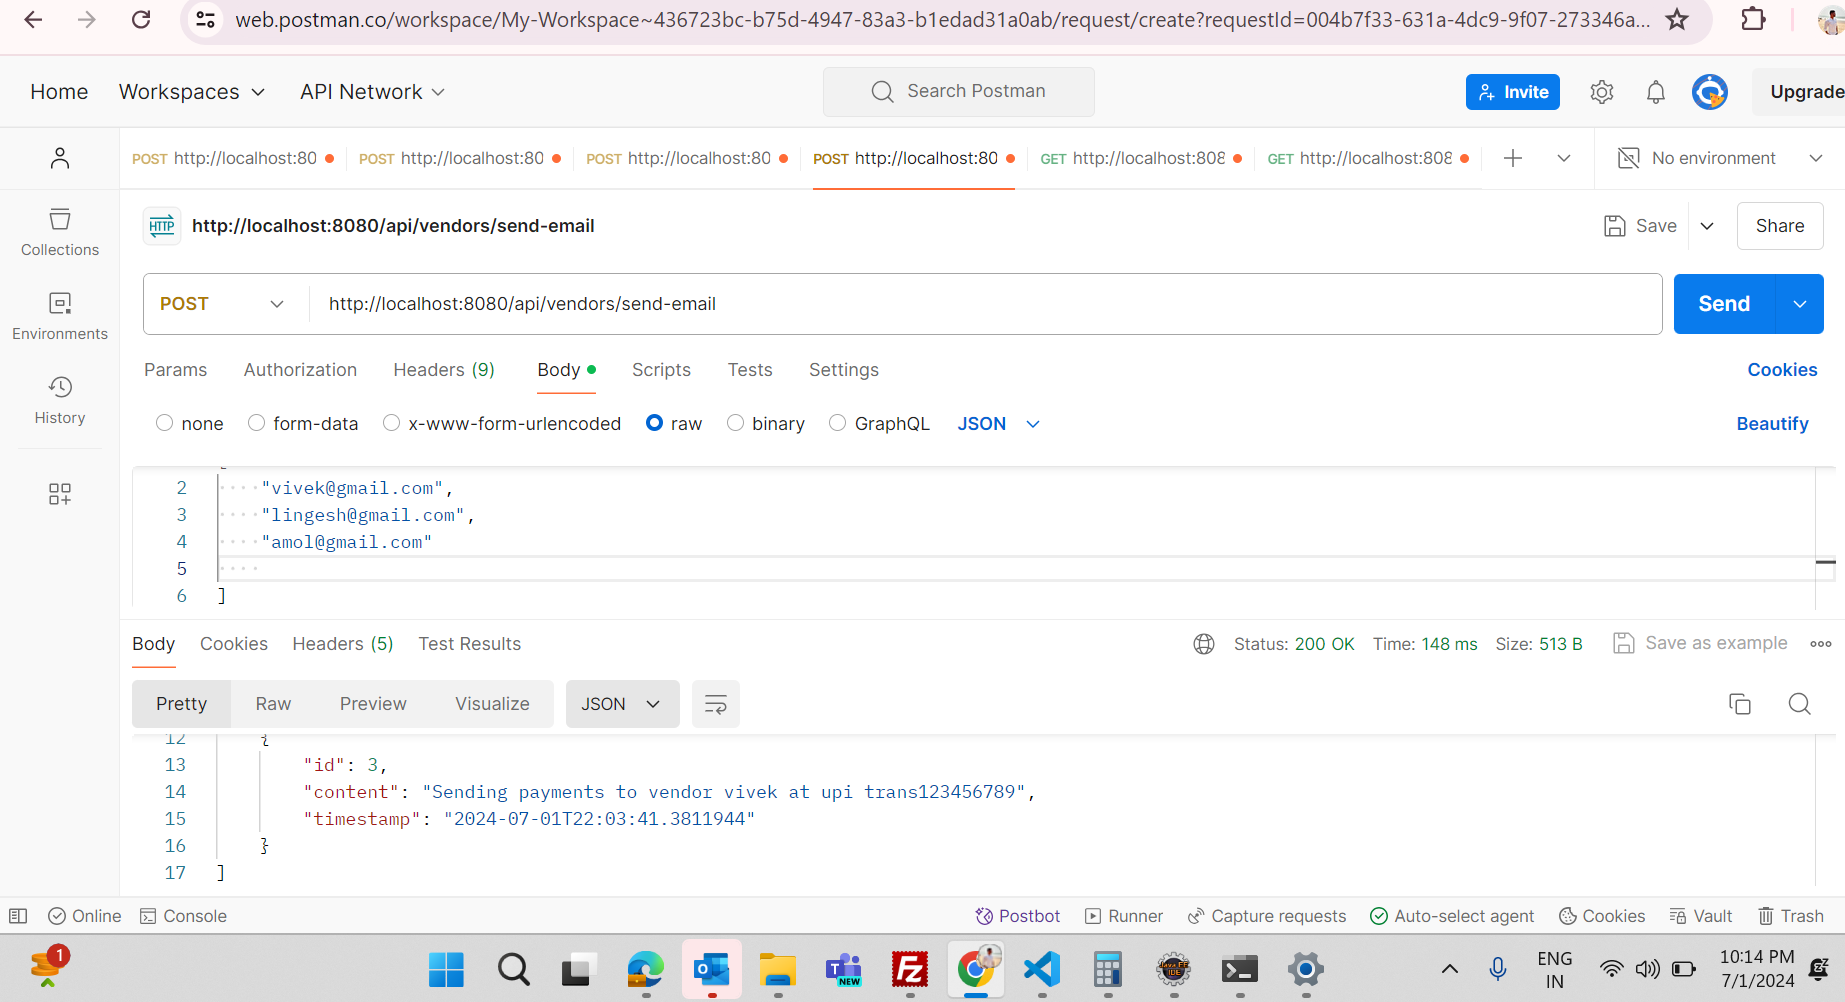 web.postman.co/workspace/My-Workspace~436723bc-b75d-4947-83a3-b1edad31a0ab/request/create?requestId=004b7f33-631a-4dc9-9f07-273346a...
Home Workspaces API Network Search Postman Invite Upgrade
POST http://localhost:80 POST http://localhost:80 POST http://localhost:80 POST http://localhost:80 GET http://localhost:808 GET http://localhost:808 No environment
HTTP http://localhost:8080/api/vendors/send-email Save Share
Collections
POST http://localhost:8080/api/vendors/send-email Send
Environments
Params Authorization Headers (9) Body Scripts Tests Settings Cookies
History
none form-data x-www-form-urlencoded raw binary GraphQL JSON Beautify
2 "vivek@gmail.com",
3 "lingesh@gmail.com",
4 "amol@gmail.com"
5
6 ]
Body Cookies Headers (5) Test Results Status: 200 OK Time: 148 ms Size: 513 B Save as example
Pretty Raw Preview Visualize JSON
12 {
13 "id": 3,
14 "content": "Sending payments to vendor vivek at upi trans123456789",
15 "timestamp": "2024-07-01T22:03:41.3811944"
16 }
17 ]
Online Console Postbot Runner Capture requests Auto-select agent Cookies Vault Trash
1 NEW Java EE IDE ENG IN 10:14 PM 7/1/2024